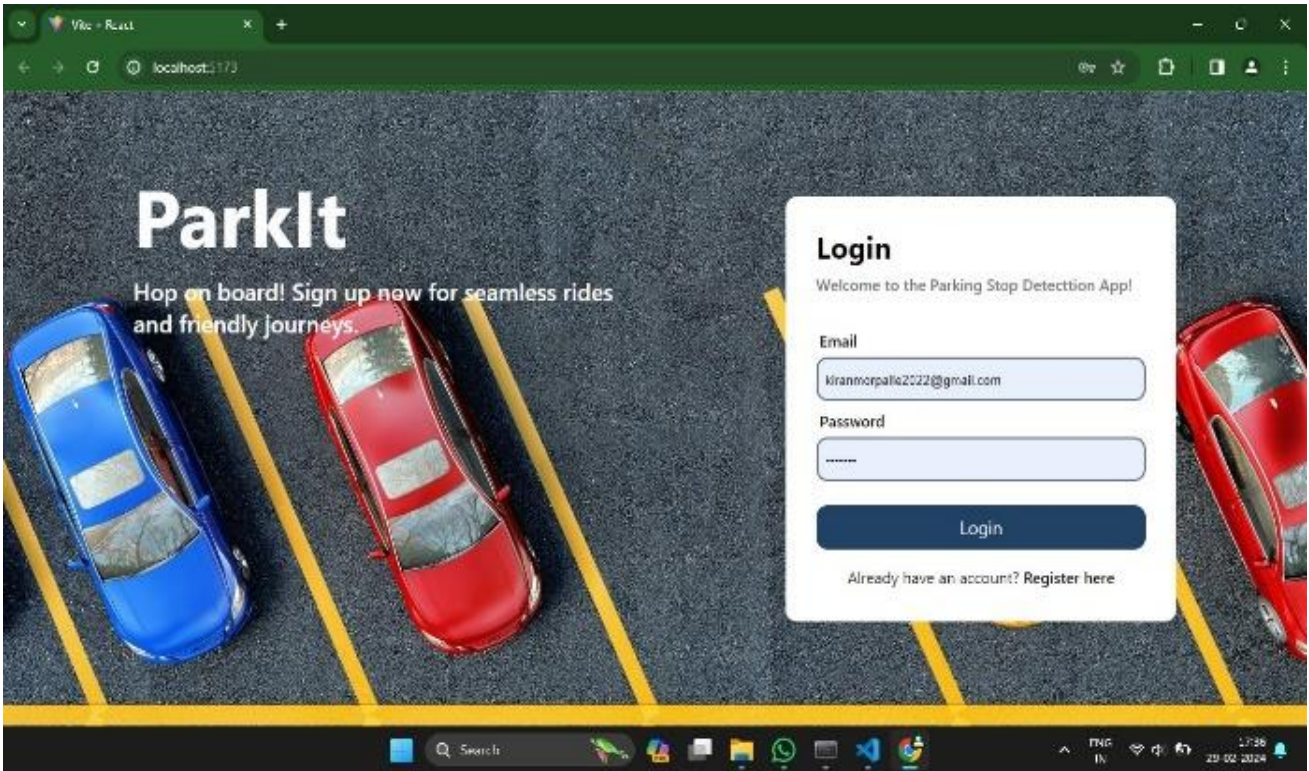 Vite + React
localhost:5173
ParkIt
Hop on board! Sign up now for seamless rides
and friendly journeys.
Login
Welcome to the Parking Stop Detecttion App!
Email
kiranmorpalle2022@gmail.com
Password
Login
Already have an account? Register here
Search
ENG
IN
17:36
29-02-2024